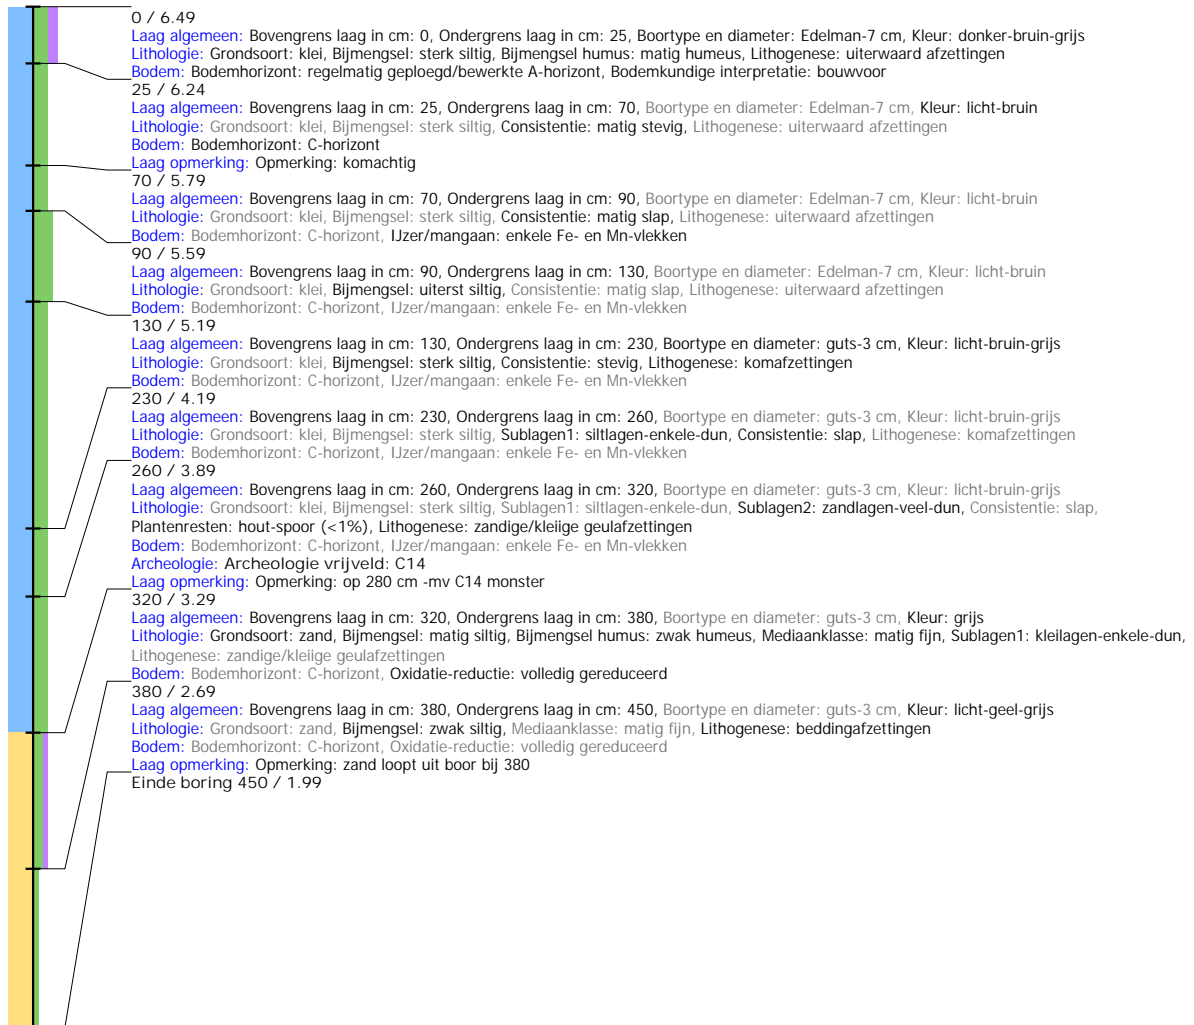 0 / 6.49
Laag algemeen: Bovengrens laag in cm: 0, Ondergrens laag in cm: 25, Boortype en diameter: Edelman-7 cm, Kleur: donker-bruin-grijs
Lithologie: Grondsoort: klei, Bijmengsel: sterk siltig, Bijmengsel humus: matig humeus, Lithogenese: uiterwaard afzettingen
Bodem: Bodemhorizont: regelmatig geploegd/bewerkte A-horizont, Bodemkundige interpretatie: bouwvoor
25 / 6.24
Laag algemeen: Bovengrens laag in cm: 25, Ondergrens laag in cm: 70, Boortype en diameter: Edelman-7 cm, Kleur: licht-bruin
Lithologie: Grondsoort: klei, Bijmengsel: sterk siltig, Consistentie: matig stevig, Lithogenese: uiterwaard afzettingen
Bodem: Bodemhorizont: C-horizont
Laag opmerking: Opmerking: komachtig
70 / 5.79
Laag algemeen: Bovengrens laag in cm: 70, Ondergrens laag in cm: 90, Boortype en diameter: Edelman-7 cm, Kleur: licht-bruin
Lithologie: Grondsoort: klei, Bijmengsel: sterk siltig, Consistentie: matig slap, Lithogenese: uiterwaard afzettingen
Bodem: Bodemhorizont: C-horizont, IJzer/mangaan: enkele Fe- en Mn-vlekken
90 / 5.59
Laag algemeen: Bovengrens laag in cm: 90, Ondergrens laag in cm: 130, Boortype en diameter: Edelman-7 cm, Kleur: licht-bruin
Lithologie: Grondsoort: klei, Bijmengsel: uiterst siltig, Consistentie: matig slap, Lithogenese: uiterwaard afzettingen
Bodem: Bodemhorizont: C-horizont, IJzer/mangaan: enkele Fe- en Mn-vlekken
130 / 5.19
Laag algemeen: Bovengrens laag in cm: 130, Ondergrens laag in cm: 230, Boortype en diameter: guts-3 cm, Kleur: licht-bruin-grijs
Lithologie: Grondsoort: klei, Bijmengsel: sterk siltig, Consistentie: stevig, Lithogenese: komafzettingen
Bodem: Bodemhorizont: C-horizont, IJzer/mangaan: enkele Fe- en Mn-vlekken
230 / 4.19
Laag algemeen: Bovengrens laag in cm: 230, Ondergrens laag in cm: 260, Boortype en diameter: guts-3 cm, Kleur: licht-bruin-grijs
Lithologie: Grondsoort: klei, Bijmengsel: sterk siltig, Sublagen1: siltlagen-enkele-dun, Consistentie: slap, Lithogenese: komafzettingen
Bodem: Bodemhorizont: C-horizont, IJzer/mangaan: enkele Fe- en Mn-vlekken
260 / 3.89
Laag algemeen: Bovengrens laag in cm: 260, Ondergrens laag in cm: 320, Boortype en diameter: guts-3 cm, Kleur: licht-bruin-grijs
Lithologie: Grondsoort: klei, Bijmengsel: sterk siltig, Sublagen1: siltlagen-enkele-dun, Sublagen2: zandlagen-veel-dun, Consistentie: slap,
Plantenresten: hout-spoor (<1%), Lithogenese: zandige/kleiige geulafzettingen
Bodem: Bodemhorizont: C-horizont, IJzer/mangaan: enkele Fe- en Mn-vlekken
Archeologie: Archeologie vrijveld: C14
Laag opmerking: Opmerking: op 280 cm -mv C14 monster
320 / 3.29
Laag algemeen: Bovengrens laag in cm: 320, Ondergrens laag in cm: 380, Boortype en diameter: guts-3 cm, Kleur: grijs
Lithologie: Grondsoort: zand, Bijmengsel: matig siltig, Bijmengsel humus: zwak humeus, Mediaanklasse: matig fijn, Sublagen1: kleilagen-enkele-dun,
Lithogenese: zandige/kleiige geulafzettingen
Bodem: Bodemhorizont: C-horizont, Oxidatie-reductie: volledig gereduceerd
380 / 2.69
Laag algemeen: Bovengrens laag in cm: 380, Ondergrens laag in cm: 450, Boortype en diameter: guts-3 cm, Kleur: licht-geel-grijs
Lithologie: Grondsoort: zand, Bijmengsel: zwak siltig, Mediaanklasse: matig fijn, Lithogenese: beddingafzettingen
Bodem: Bodemhorizont: C-horizont, Oxidatie-reductie: volledig gereduceerd
Laag opmerking: Opmerking: zand loopt uit boor bij 380
Einde boring 450 / 1.99